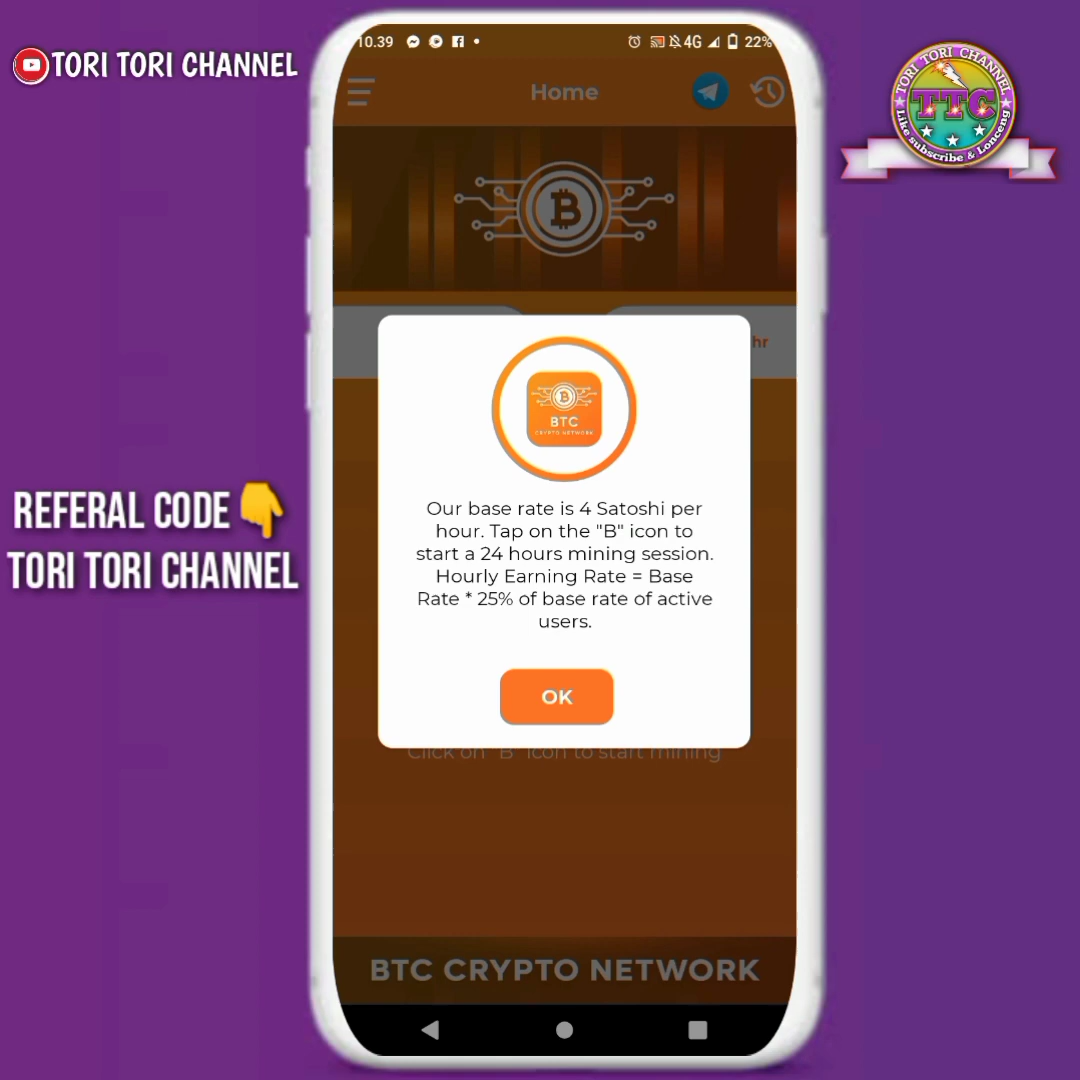 TORI TORI CHANNEL
TORI TORI CHANNEL
TTC
Like subscribe & Lonceng
REFERAL CODE
TORI TORI CHANNEL
10.39
4G
22%
Home
B
hr
B
BTC
CRYPTO NETWORK
Our base rate is 4 Satoshi per
hour. Tap on the "B" icon to
start a 24 hours mining session.
Hourly Earning Rate = Base
Rate * 25% of base rate of active
users.
OK
Click on "B" icon to start mining
BTC CRYPTO NETWORK